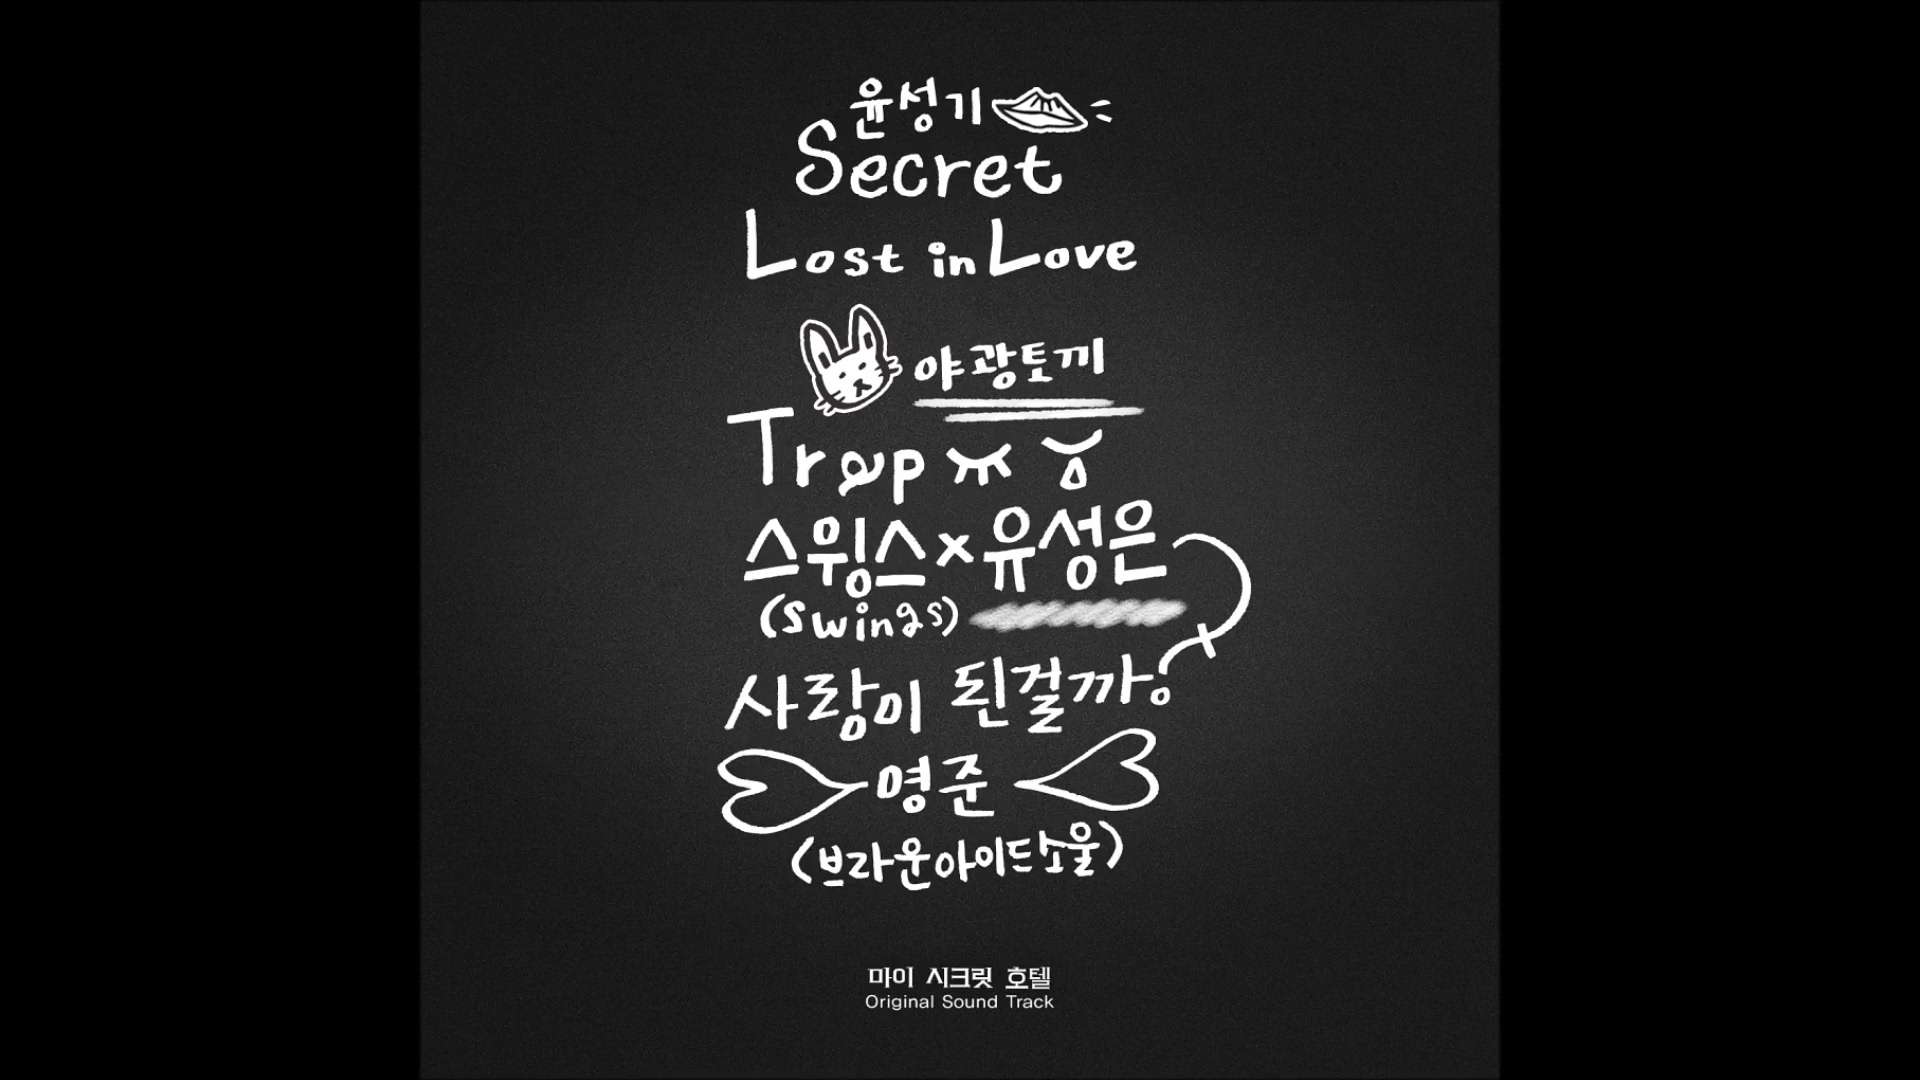 윤성기
Secret
Lost in Love
야광토끼
Trap
스윙스×유성은
(Swings)
사랑이 된걸까
영준
(브라운아이드소울)
마이 시크릿 호텔
Original Sound Track